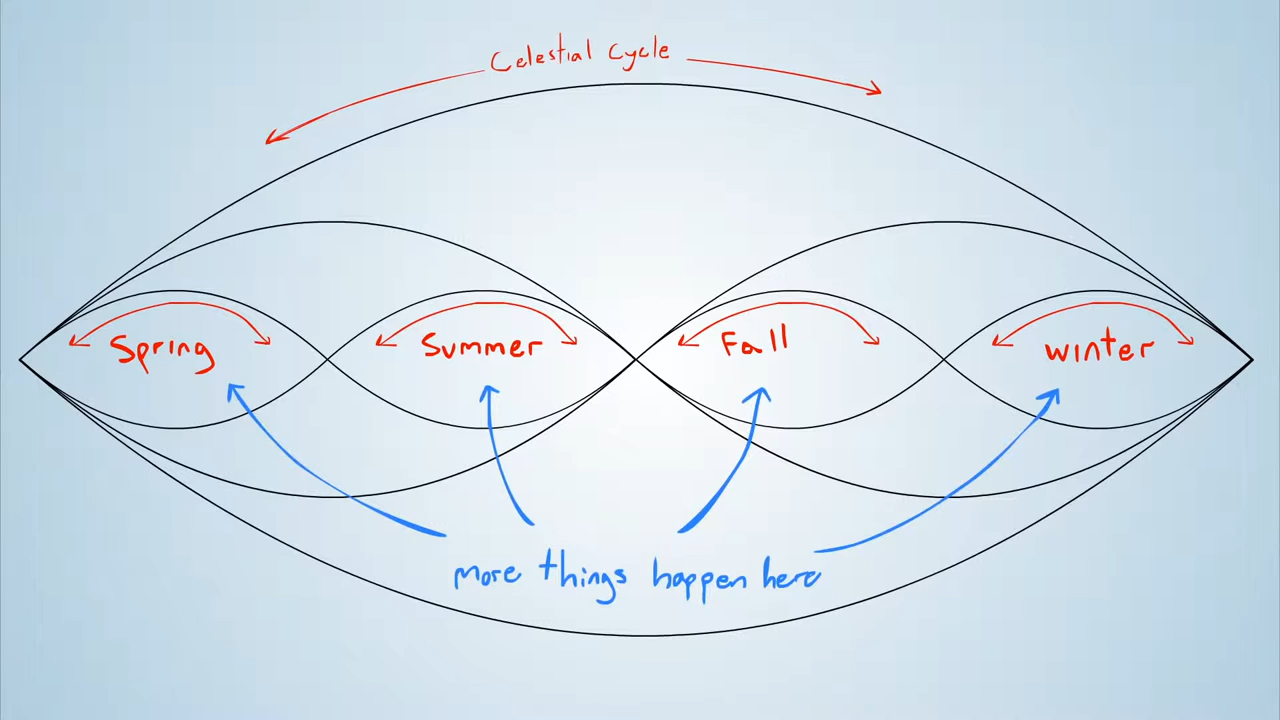 Celestial Cycle
Spring
Summer
Fall
winter
more things happen here